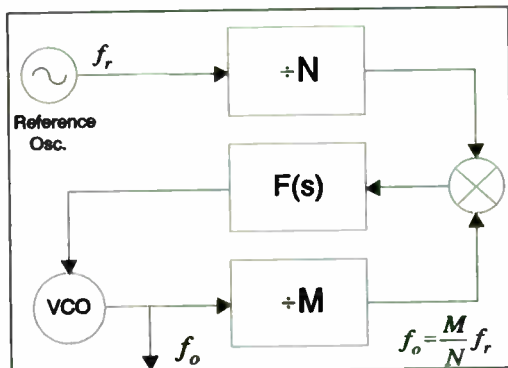 f_r
÷N
Reference
Osc.
F(s)
VCO
÷M
f_o
f_o = M/N f_r